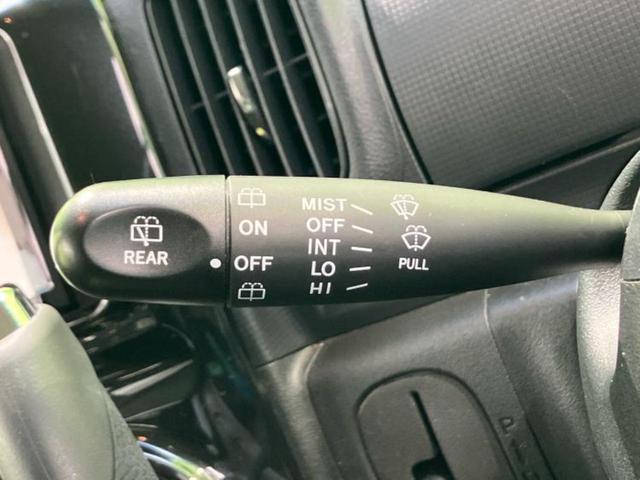 REAR
ON
OFF
MIST
OFF
INT
LO
HI
PULL
P